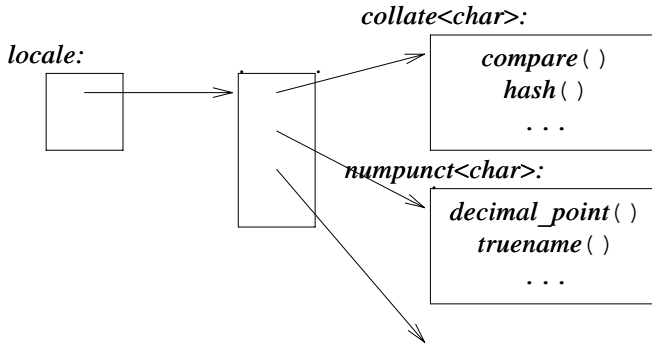 collate<char>:
locale:
compare()
hash()
. . .
numpunct<char>:
decimal_point()
truename()
. . .